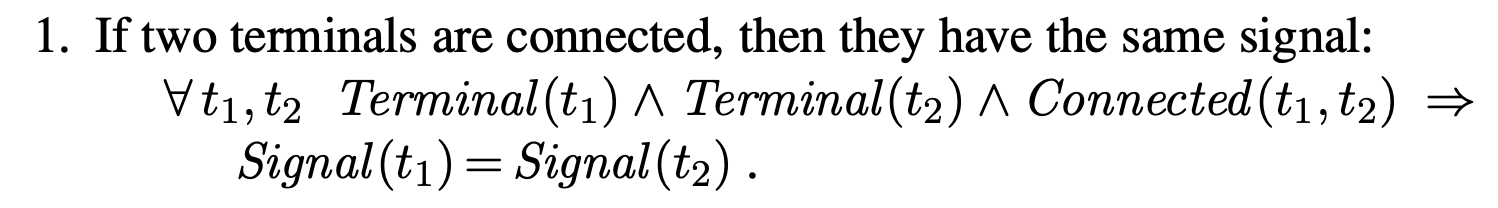 1. If two terminals are connected, then they have the same signal:
∀ t₁, t₂ Terminal(t₁) ∧ Terminal(t₂) ∧ Connected(t₁, t₂) ⇒
Signal(t₁) = Signal(t₂) .